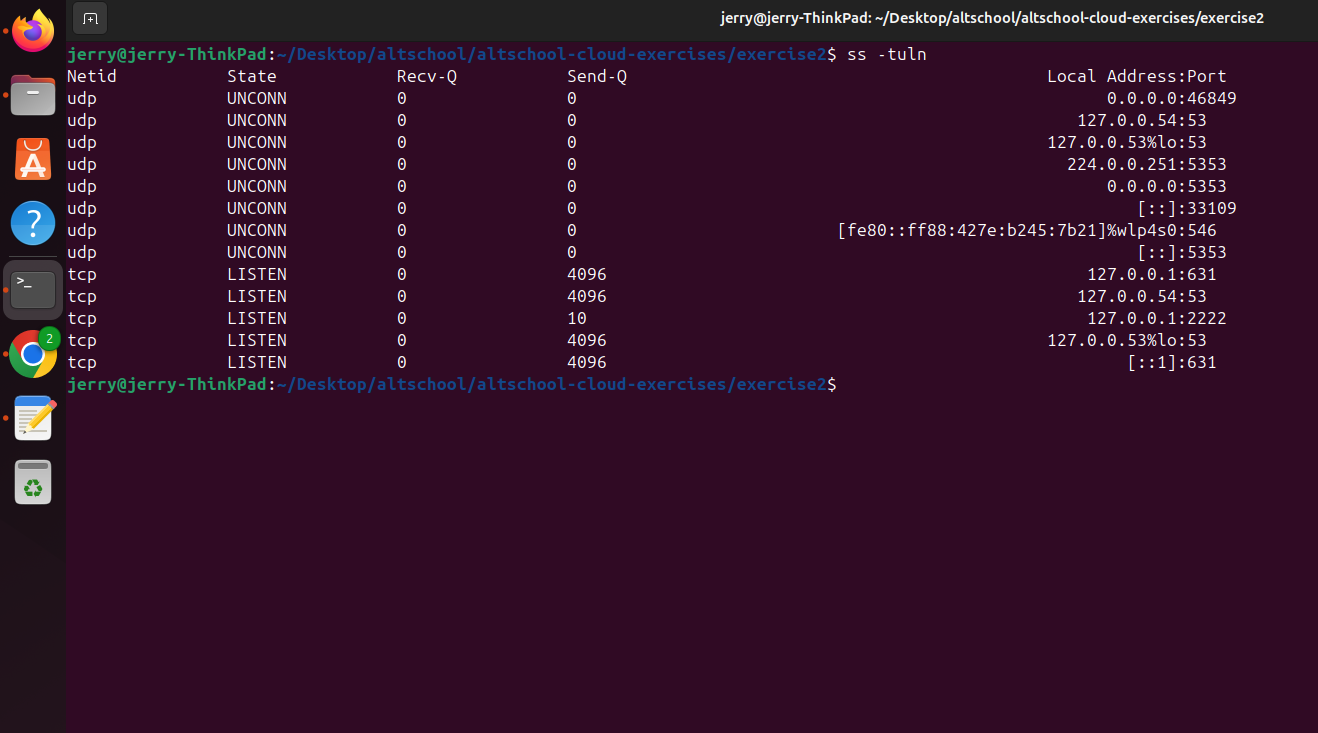 jerry@jerry-ThinkPad: ~/Desktop/altschool/altschool-cloud-exercises/exercise2
jerry@jerry-ThinkPad:~/Desktop/altschool/altschool-cloud-exercises/exercise2$ ss -tuln
Netid State Recv-Q Send-Q Local Address:Port
udp UNCONN 0 0 0.0.0.0:46849
udp UNCONN 0 0 127.0.0.54:53
udp UNCONN 0 0 127.0.0.53%lo:53
udp UNCONN 0 0 224.0.0.251:5353
udp UNCONN 0 0 0.0.0.0:5353
udp UNCONN 0 0 [::]:33109
udp UNCONN 0 0 [fe80::ff88:427e:b245:7b21]%wlp4s0:546
udp UNCONN 0 0 [::]:5353
tcp LISTEN 0 4096 127.0.0.1:631
tcp LISTEN 0 4096 127.0.0.54:53
tcp LISTEN 0 10 127.0.0.1:2222
tcp LISTEN 0 4096 127.0.0.53%lo:53
tcp LISTEN 0 4096 [::1]:631
jerry@jerry-ThinkPad:~/Desktop/altschool/altschool-cloud-exercises/exercise2$
?
>_
2